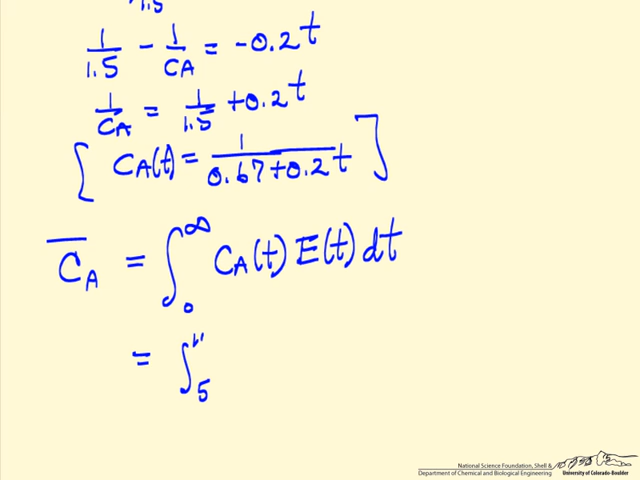 1.5
1/1.5 - 1/CA = -0.2t
1/CA = 1/1.5 + 0.2t
[ CA(t) = 1/(0.67+0.2t) ]
C̅A = ∫₀^∞ CA(t) E(t) dt
= ∫₅
National Science Foundation, Shell &
Department of Chemical and Biological Engineering
University of Colorado-Boulder